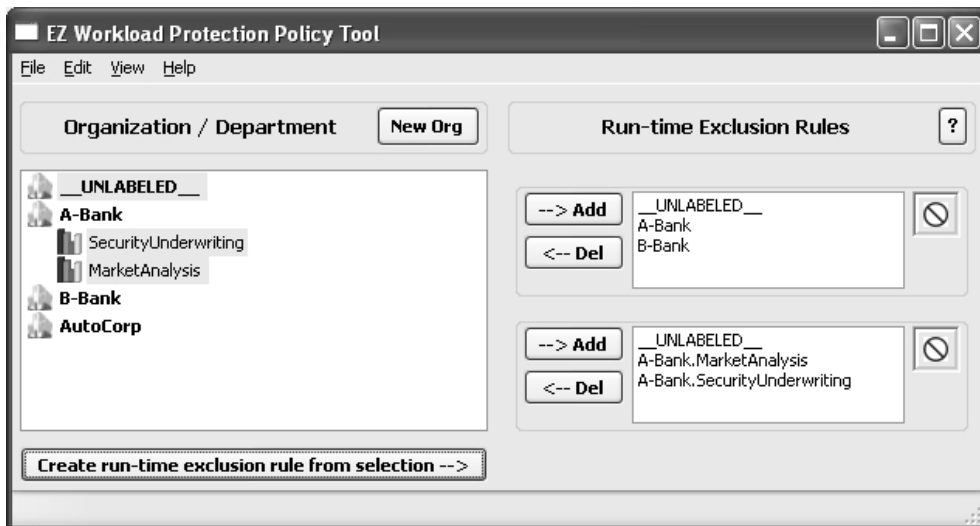 EZ Workload Protection Policy Tool
File Edit View Help
Organization / Department
New Org
Run-time Exclusion Rules
?
__UNLABELED__
A-Bank
SecurityUnderwriting
MarketAnalysis
B-Bank
AutoCorp
Create run-time exclusion rule from selection -->
--> Add
<-- Del
__UNLABELED__
A-Bank
B-Bank
--> Add
<-- Del
__UNLABELED__
A-Bank.MarketAnalysis
A-Bank.SecurityUnderwriting